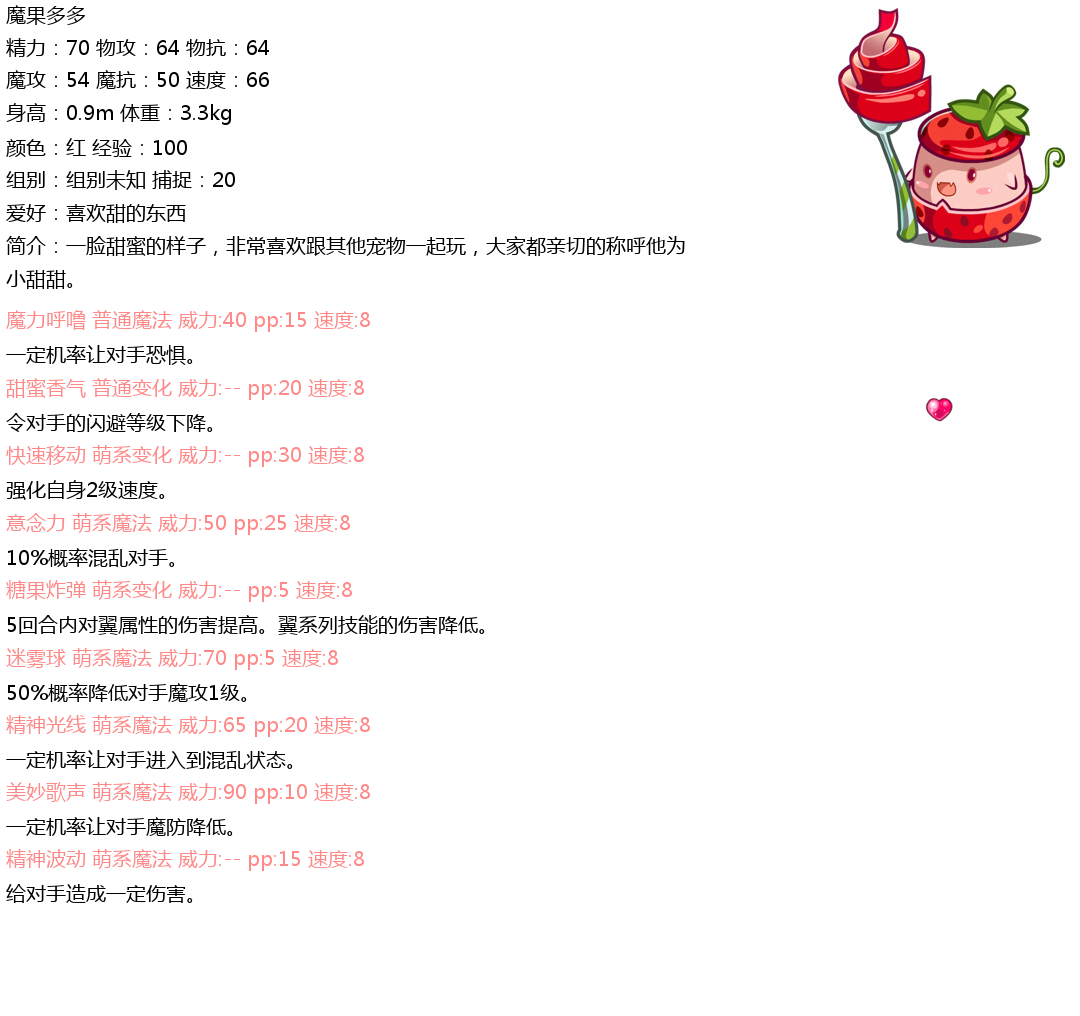 魔果多多
精力：70 物攻：64 物抗：64
魔攻：54 魔抗：50 速度：66
身高：0.9m 体重：3.3kg
颜色：红 经验：100
组别：组别未知 捕捉：20
爱好：喜欢甜的东西
简介：一脸甜蜜的样子，非常喜欢跟其他宠物一起玩，大家都亲切的称呼他为
小甜甜。
魔力呼噜 普通魔法 威力:40 pp:15 速度:8
一定机率让对手恐惧。
甜蜜香气 普通变化 威力:-- pp:20 速度:8
令对手的闪避等级下降。
快速移动 萌系变化 威力:-- pp:30 速度:8
强化自身2级速度。
意念力 萌系魔法 威力:50 pp:25 速度:8
10%概率混乱对手。
糖果炸弹 萌系变化 威力:-- pp:5 速度:8
5回合内对翼属性的伤害提高。翼系列技能的伤害降低。
迷雾球 萌系魔法 威力:70 pp:5 速度:8
50%概率降低对手魔攻1级。
精神光线 萌系魔法 威力:65 pp:20 速度:8
一定机率让对手进入到混乱状态。
美妙歌声 萌系魔法 威力:90 pp:10 速度:8
一定机率让对手魔防降低。
精神波动 萌系魔法 威力:-- pp:15 速度:8
给对手造成一定伤害。